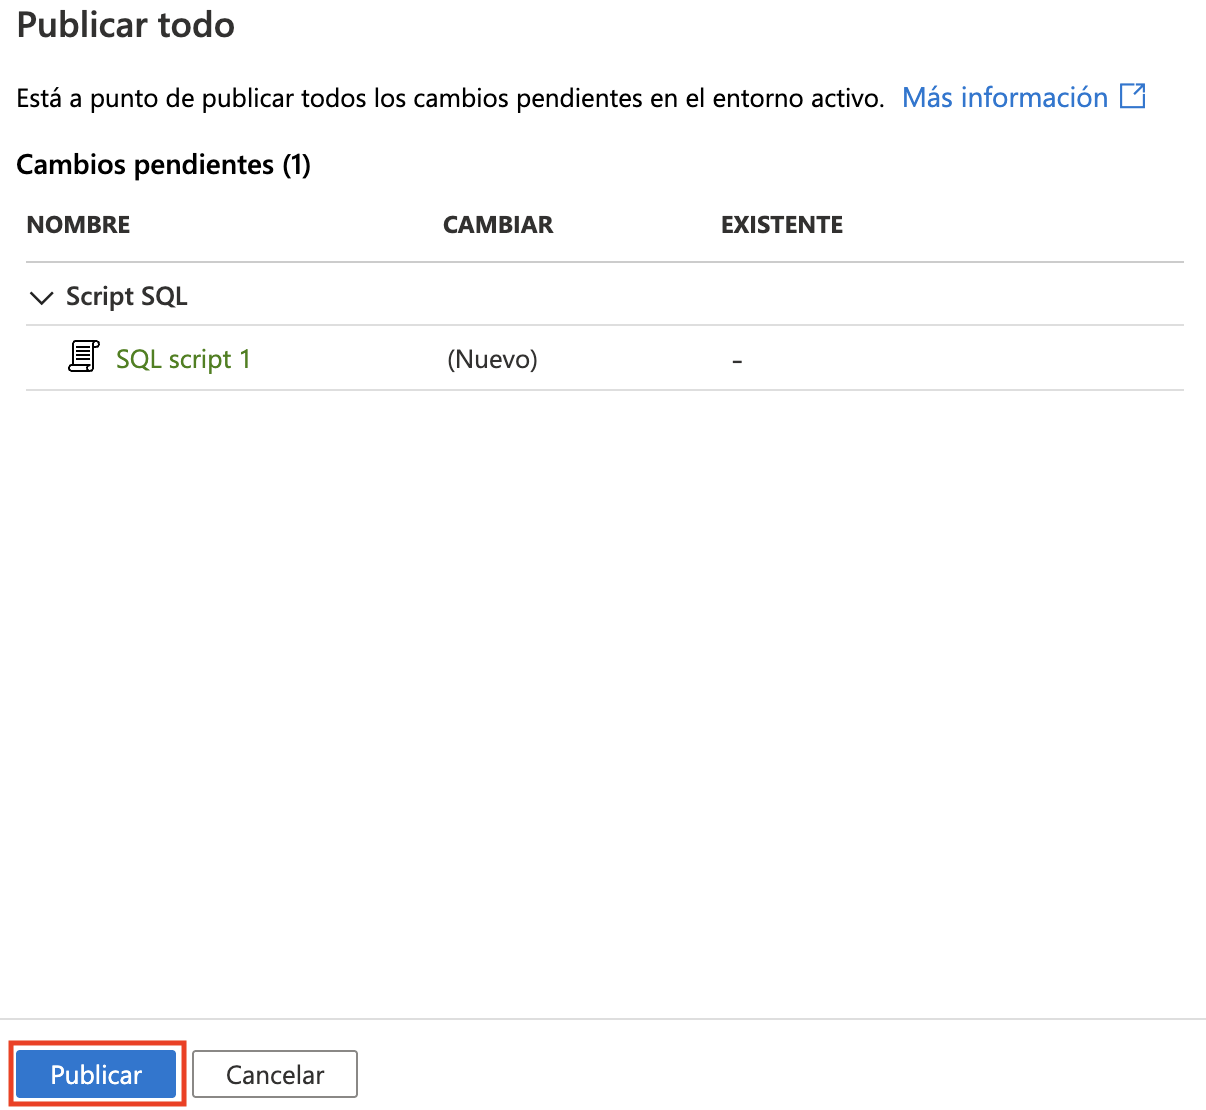 Publicar todo
Está a punto de publicar todos los cambios pendientes en el entorno activo. Más información
Cambios pendientes (1)
NOMBRE CAMBIAR EXISTENTE
Script SQL
SQL script 1 (Nuevo) -
Publicar Cancelar